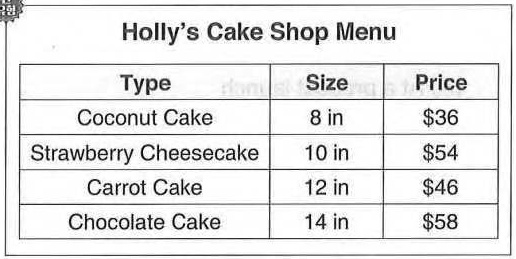 Holly's Cake Shop Menu
Type Size Price
Coconut Cake 8 in $36
Strawberry Cheesecake 10 in $54
Carrot Cake 12 in $46
Chocolate Cake 14 in $58